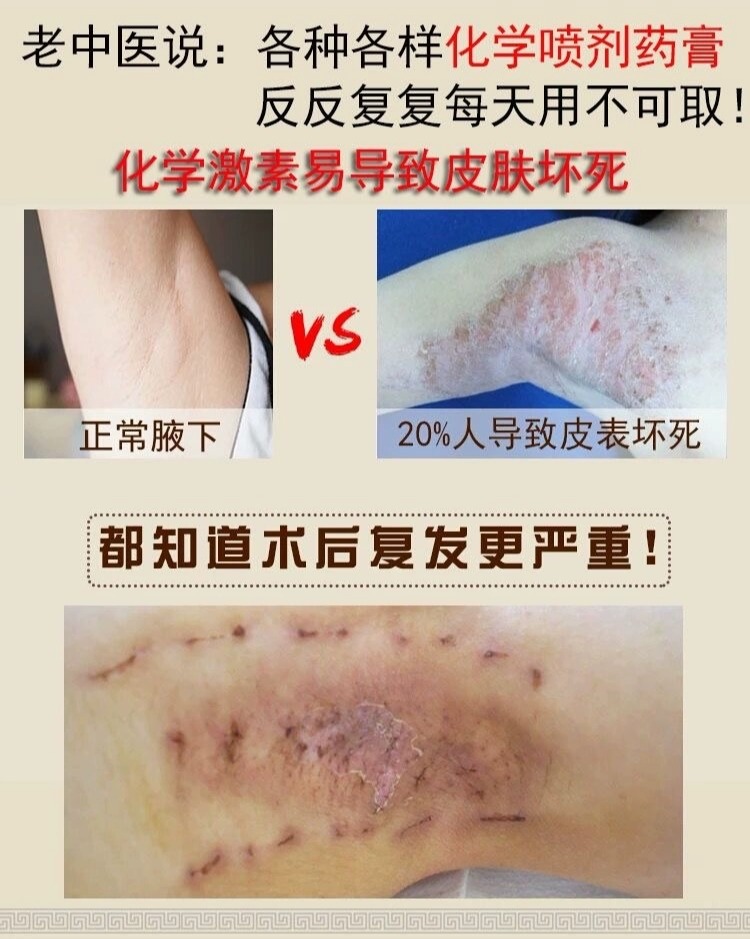 老中医说：各种各样化学喷剂药膏
反反复复每天用不可取！
化学激素易导致皮肤坏死
正常腋下
VS
20%人导致皮表坏死
都知道术后复发更严重！